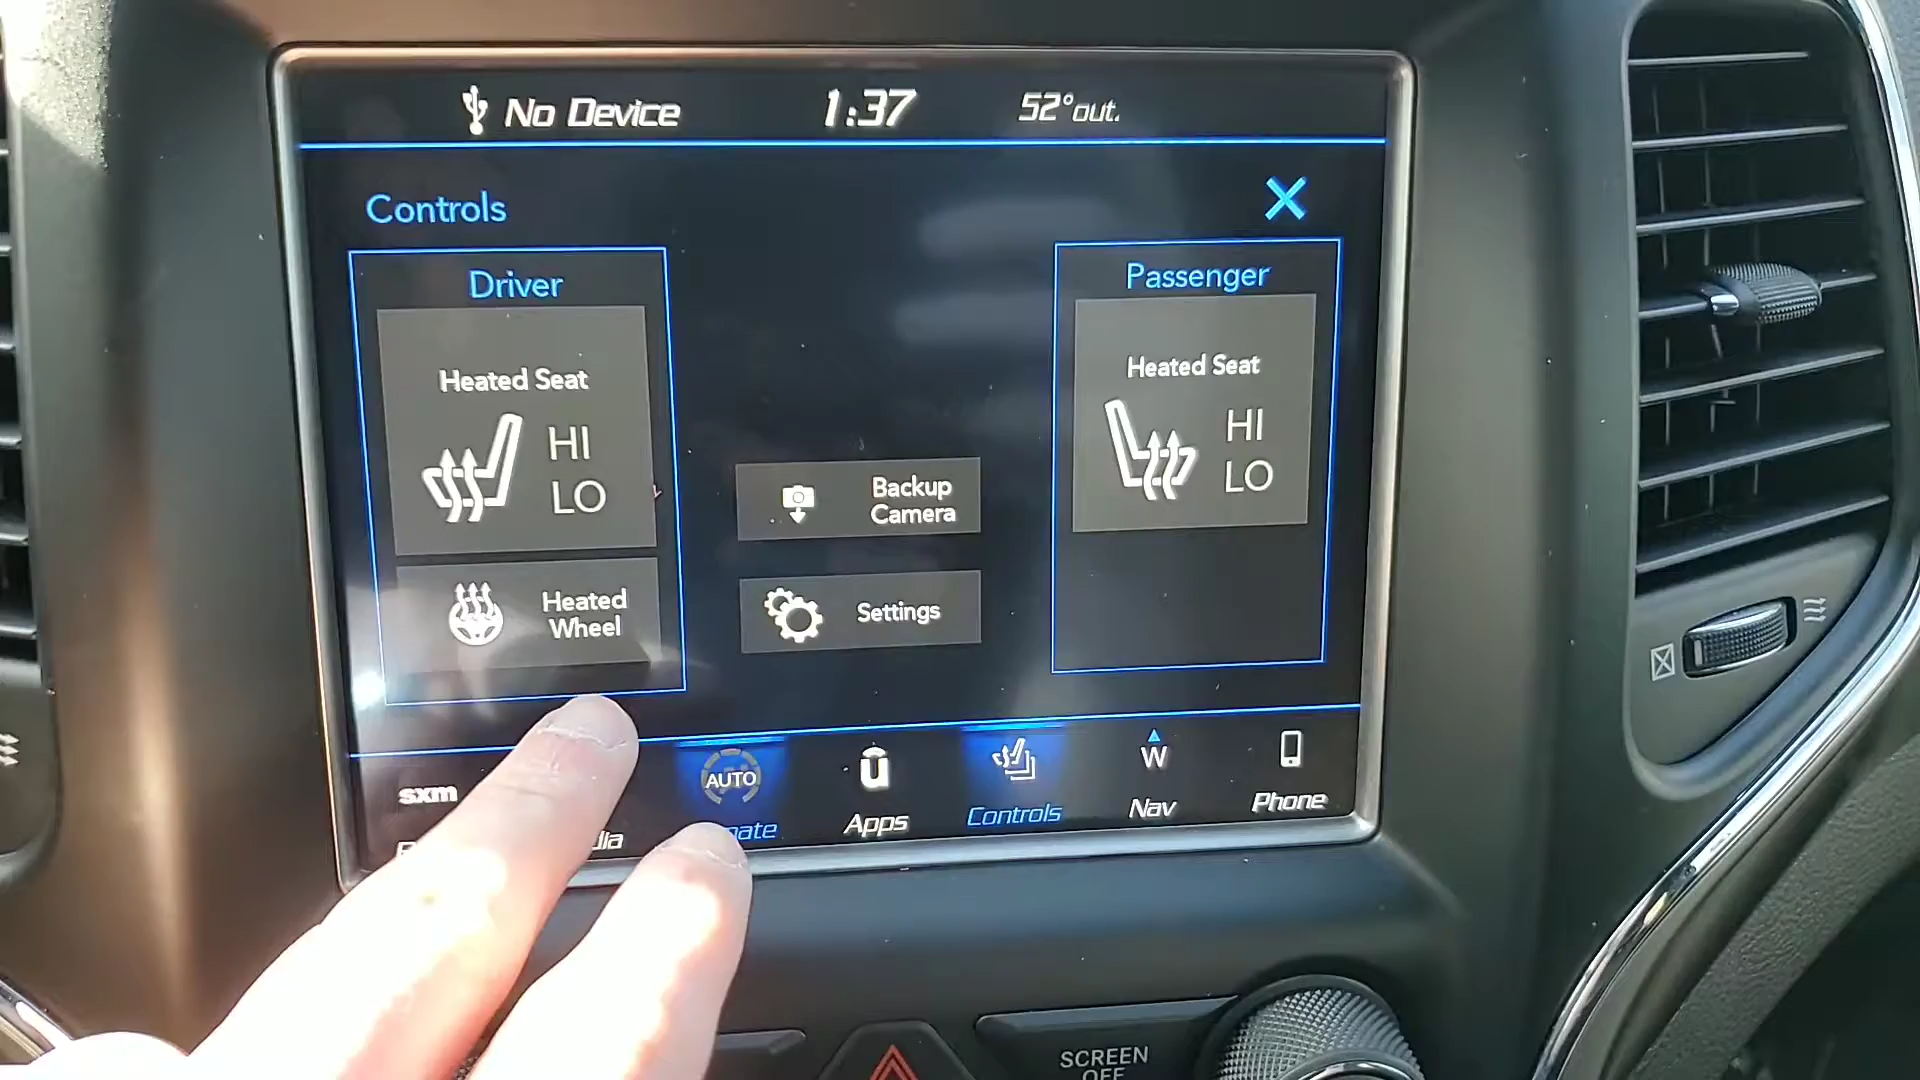 No Device 1:37 52°out.
Controls
Driver
Heated Seat
HI
LO
Heated
Wheel
Backup
Camera
Settings
Passenger
Heated Seat
HI
LO
sxm
AUTO
Apps
Controls
W
Nav
Phone
SCREEN
OFF